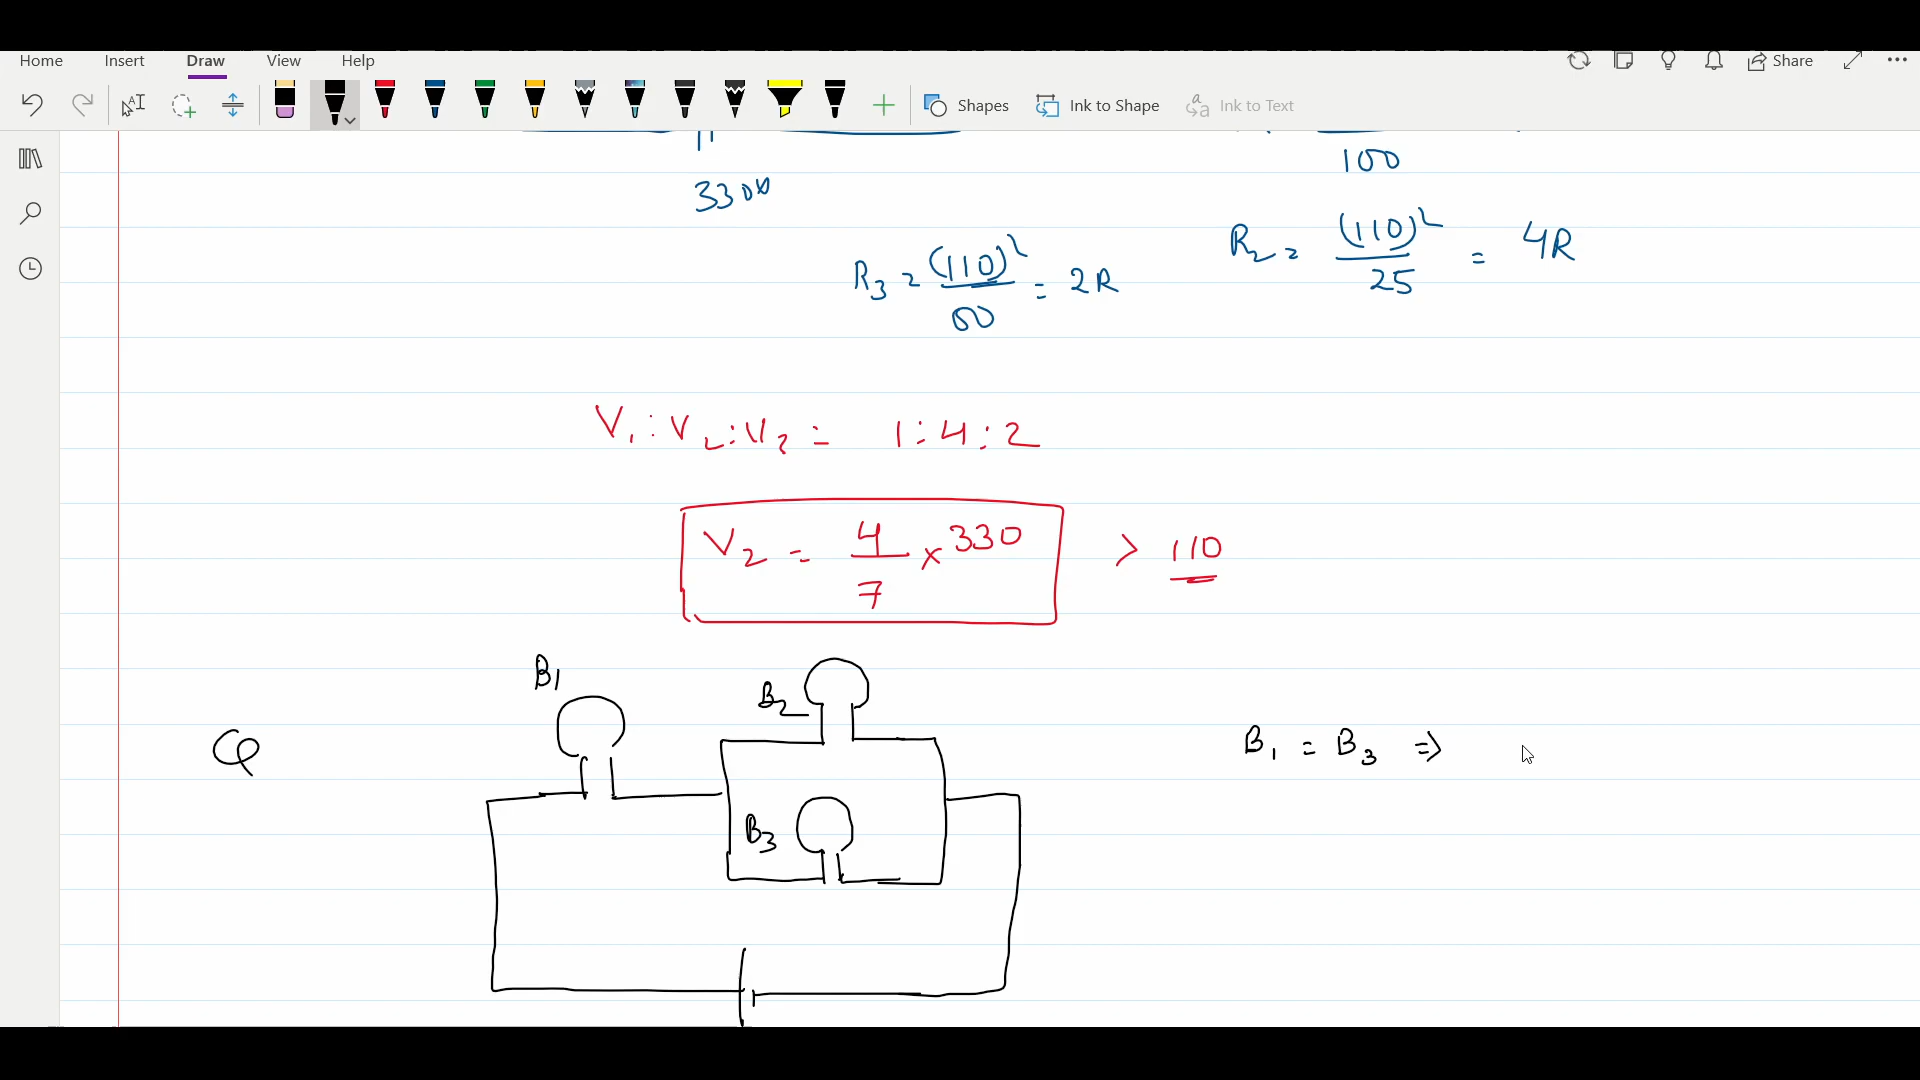 Home Insert Draw View Help Share
Shapes Ink to Shape Ink to Text
330V
100
R₃ = (110)² / 50 = 2R
R₂ = (110)² / 25 = 4R
V₁ : V₂ : V₃ = 1 : 4 : 2
V₂ = 4/7 × 330 > 110
B₁
B₂
Q
B₁ = B₃ ⇒
B₃